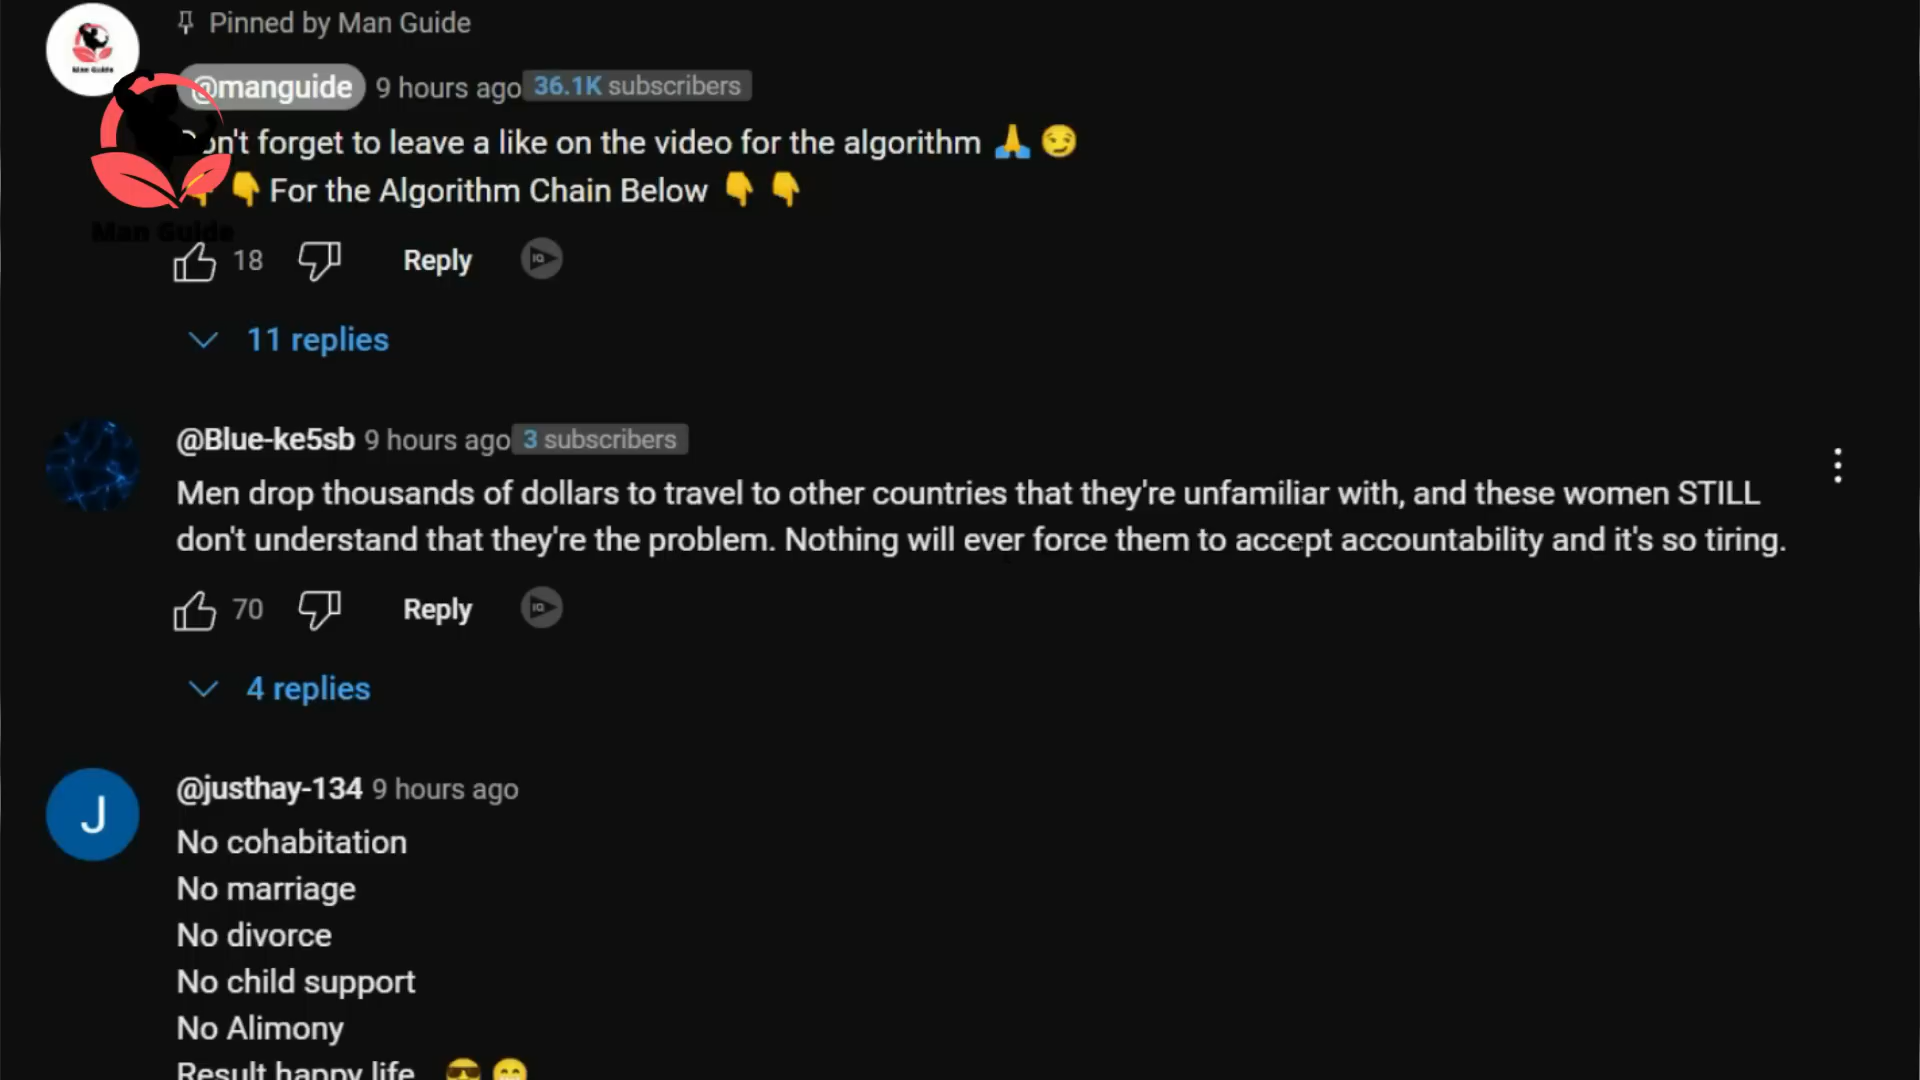 Pinned by Man Guide
@manguide 9 hours ago 36.1K subscribers
Don't forget to leave a like on the video for the algorithm 🙏 😏
👇 👇 For the Algorithm Chain Below 👇 👇
Man Guide
18 Reply
11 replies
@Blue-ke5sb 9 hours ago 3 subscribers
Men drop thousands of dollars to travel to other countries that they're unfamiliar with, and these women STILL
don't understand that they're the problem. Nothing will ever force them to accept accountability and it's so tiring.
70 Reply
4 replies
J
@justhay-134 9 hours ago
No cohabitation
No marriage
No divorce
No child support
No Alimony
Result happy life 😎 😁